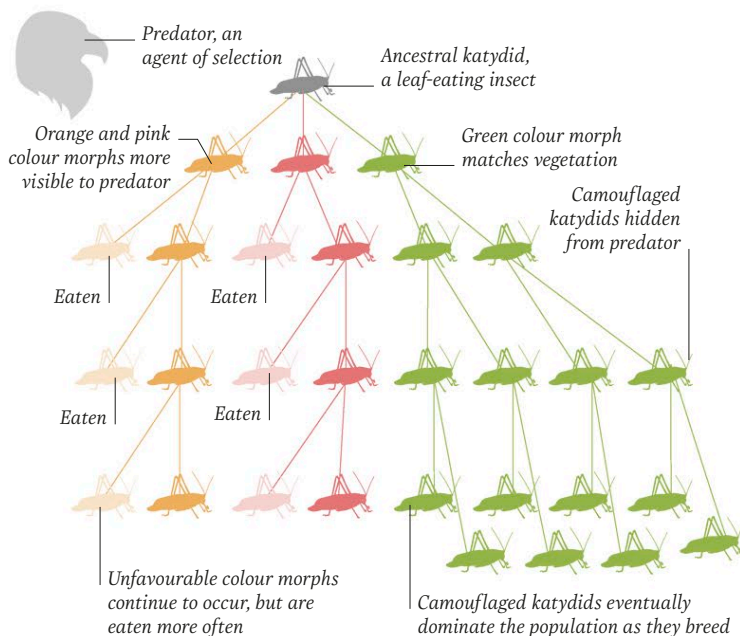 Predator, an
agent of selection
Ancestral katydid,
a leaf-eating insect
Orange and pink
colour morphs more
visible to predator
Green colour morph
matches vegetation
Camouflaged
katydids hidden
from predator
Eaten
Eaten
Eaten
Eaten
Unfavourable colour morphs
continue to occur, but are
eaten more often
Camouflaged katydids eventually
dominate the population as they breed